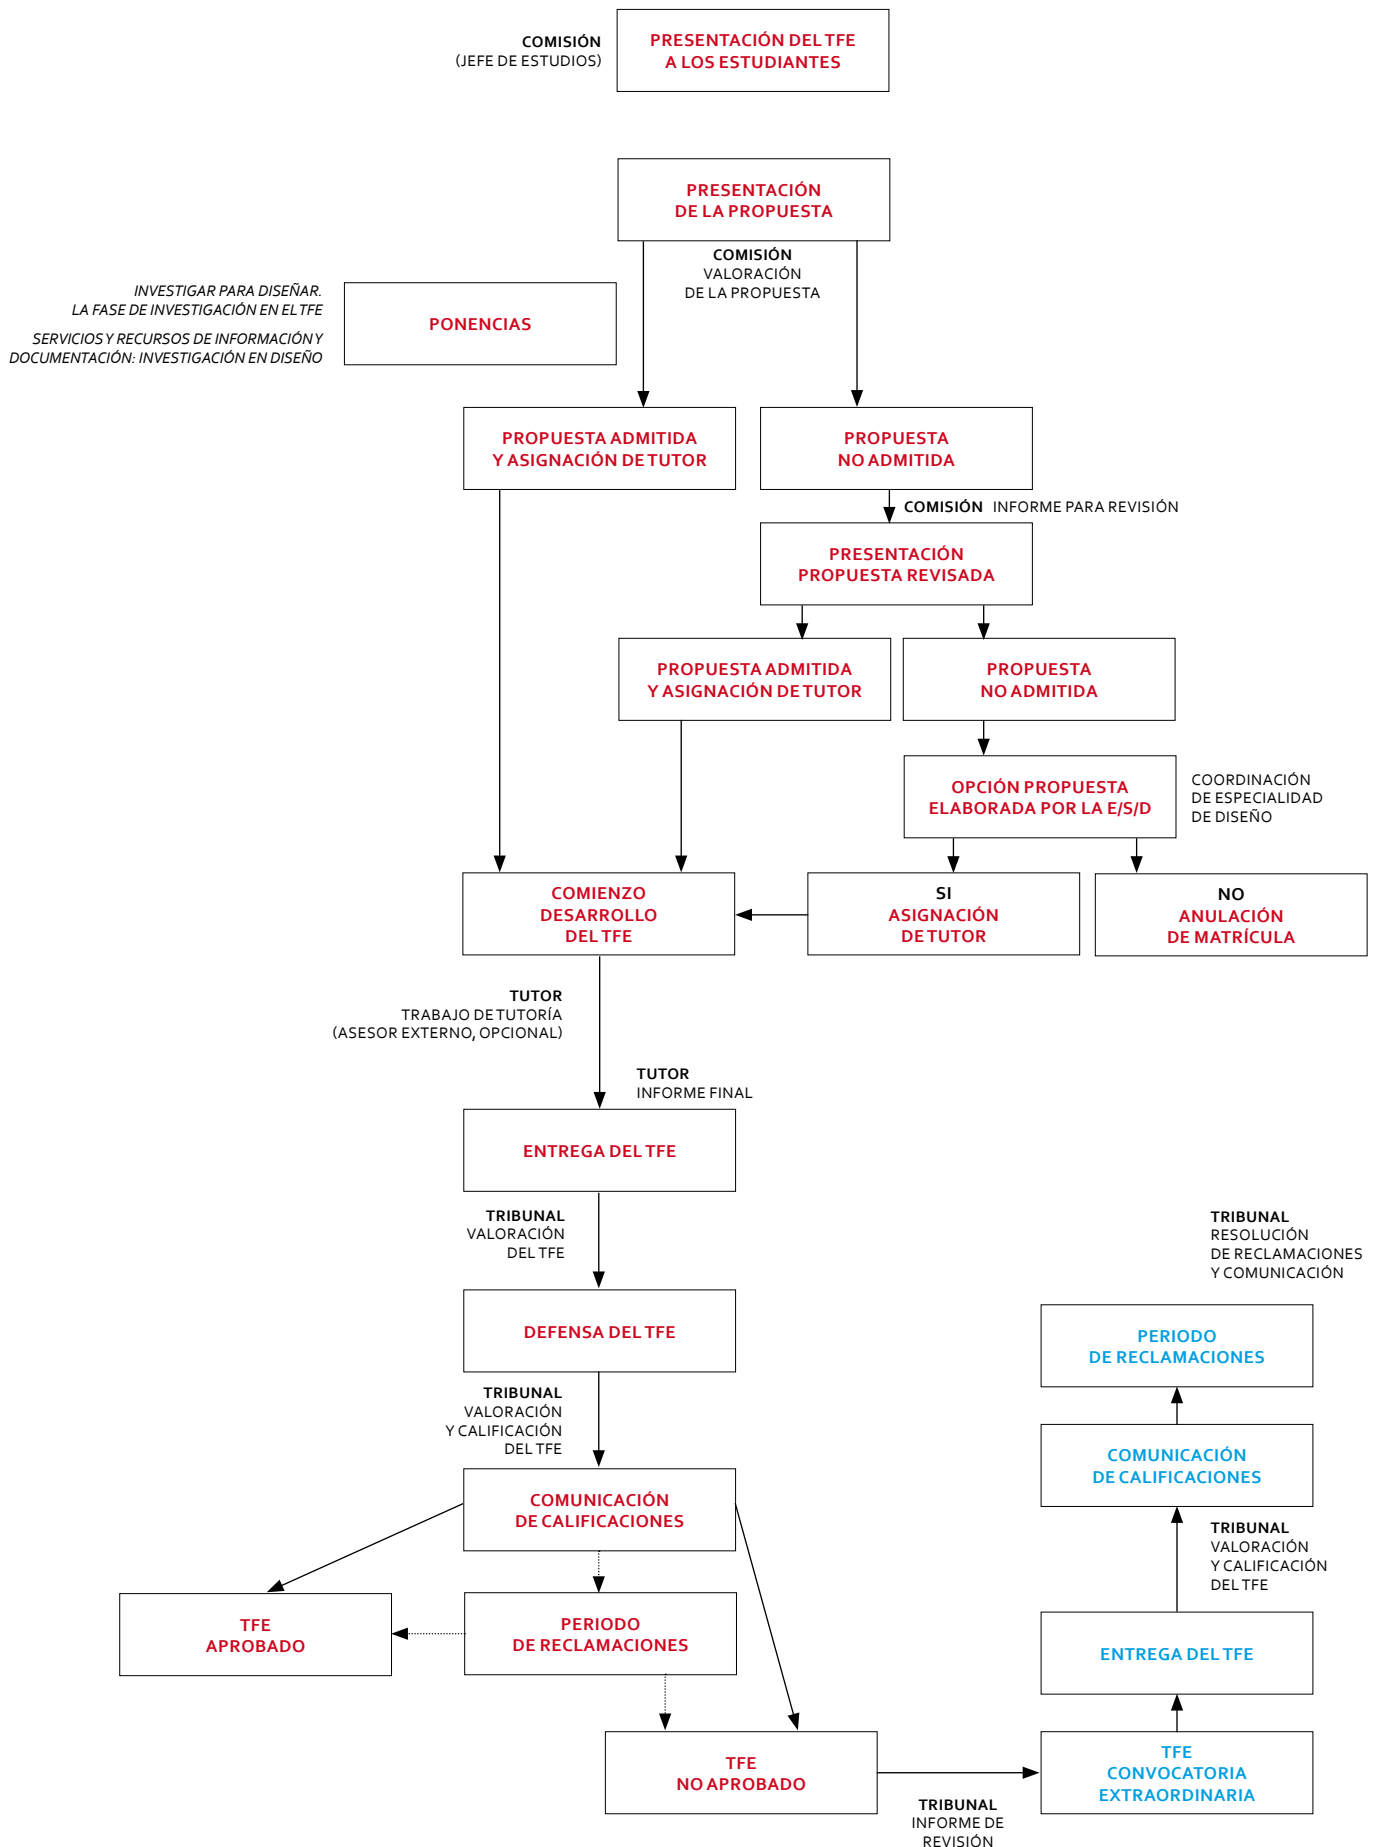 COMISIÓN
(JEFE DE ESTUDIOS)
PRESENTACIÓN DEL TFE
A LOS ESTUDIANTES
PRESENTACIÓN
DE LA PROPUESTA
COMISIÓN
VALORACIÓN
DE LA PROPUESTA
INVESTIGAR PARA DISEÑAR.
LA FASE DE INVESTIGACIÓN EN EL TFE
SERVICIOS Y RECURSOS DE INFORMACIÓN Y
DOCUMENTACIÓN: INVESTIGACIÓN EN DISEÑO
PONENCIAS
PROPUESTA ADMITIDA
Y ASIGNACIÓN DE TUTOR
PROPUESTA
NO ADMITIDA
COMISIÓN INFORME PARA REVISIÓN
PRESENTACIÓN
PROPUESTA REVISADA
PROPUESTA ADMITIDA
Y ASIGNACIÓN DE TUTOR
PROPUESTA
NO ADMITIDA
OPCIÓN PROPUESTA
ELABORADA POR LA E/S/D
COORDINACIÓN
DE ESPECIALIDAD
DE DISEÑO
COMIENZO
DESARROLLO
DEL TFE
SI
ASIGNACIÓN
DE TUTOR
NO
ANULACIÓN
DE MATRÍCULA
TUTOR
TRABAJO DE TUTORÍA
(ASESOR EXTERNO, OPCIONAL)
TUTOR
INFORME FINAL
ENTREGA DEL TFE
TRIBUNAL
VALORACIÓN
DEL TFE
DEFENSA DEL TFE
TRIBUNAL
VALORACIÓN
Y CALIFICACIÓN
DEL TFE
COMUNICACIÓN
DE CALIFICACIONES
TFE
APROBADO
PERIODO
DE RECLAMACIONES
TFE
NO APROBADO
TRIBUNAL
INFORME DE
REVISIÓN
TRIBUNAL
RESOLUCIÓN
DE RECLAMACIONES
Y COMUNICACIÓN
PERIODO
DE RECLAMACIONES
COMUNICACIÓN
DE CALIFICACIONES
TRIBUNAL
VALORACIÓN
Y CALIFICACIÓN
DEL TFE
ENTREGA DEL TFE
TFE
CONVOCATORIA
EXTRAORDINARIA